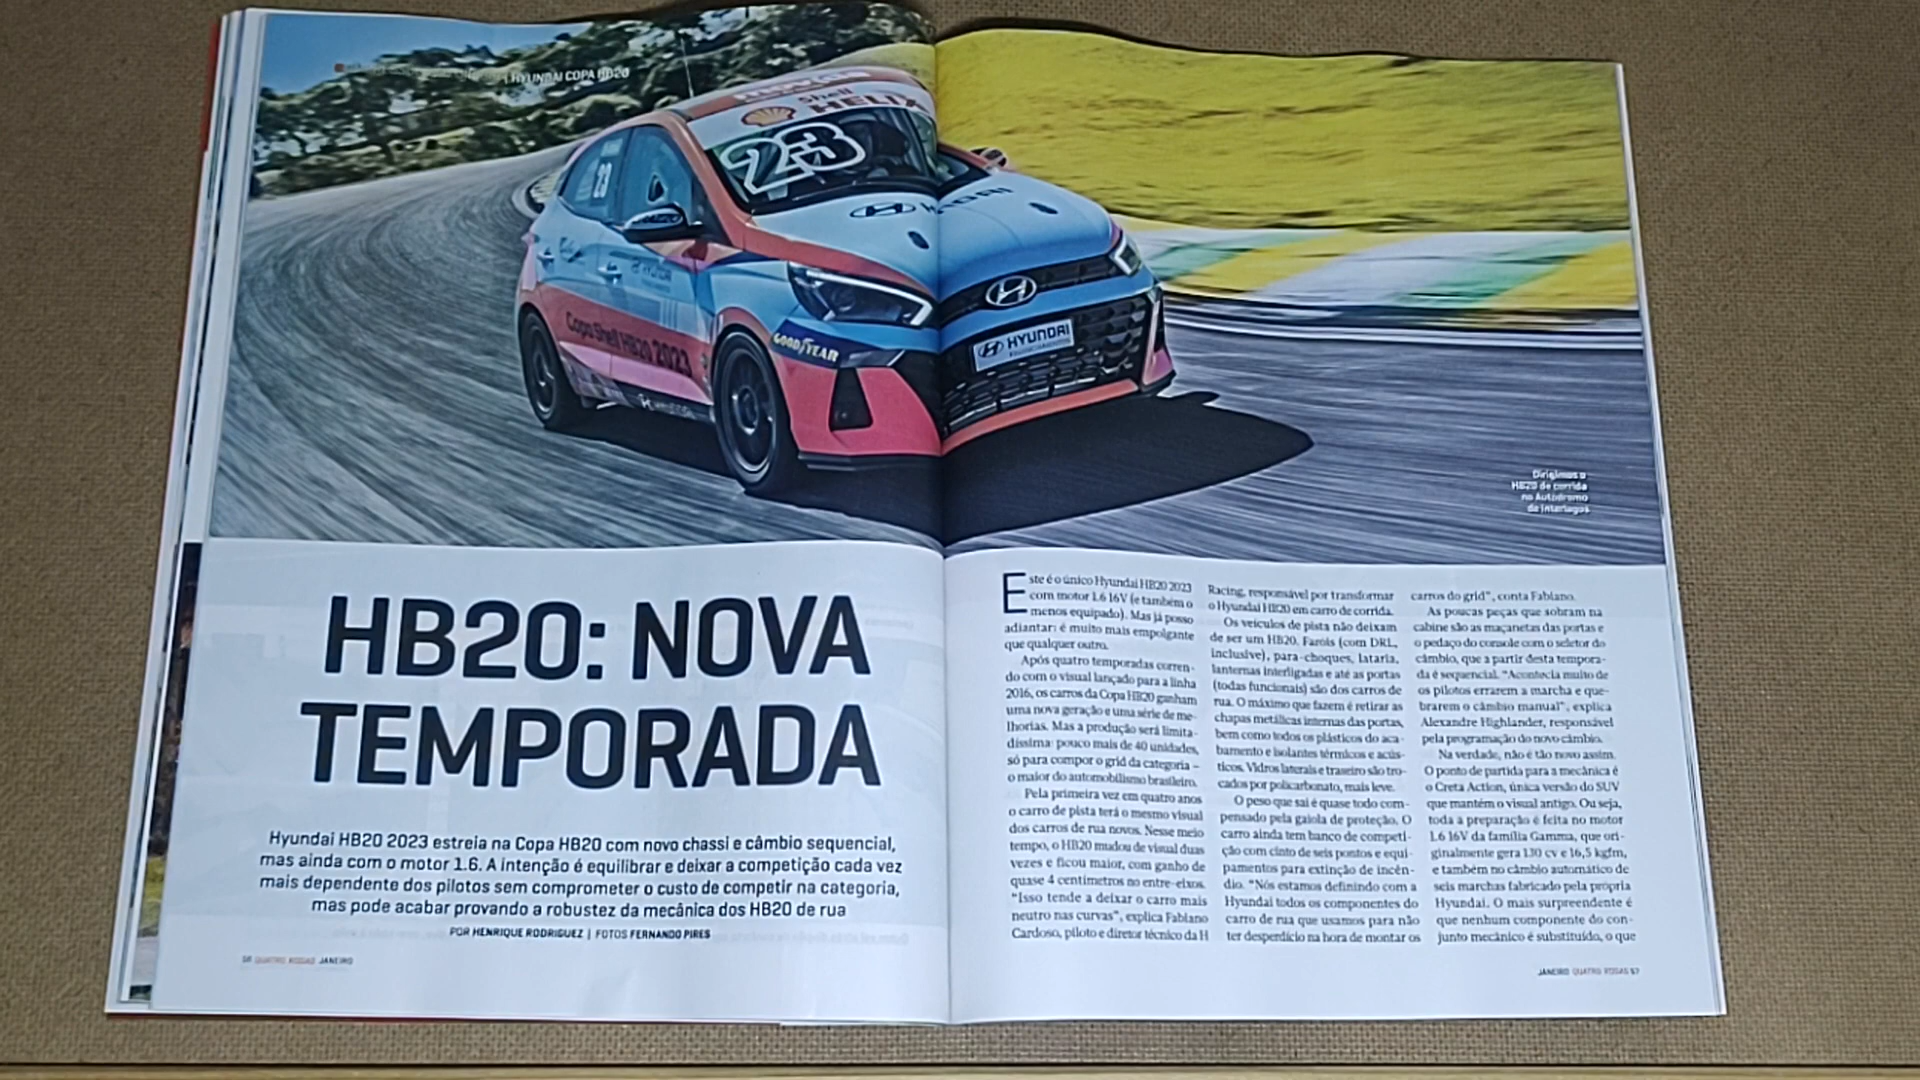 HYUNDAI COPA HB20
Shell
HELIX
23
23
HYUNDAI
HYUNDAI
Copa Shell HB20 2023
GOODYEAR
HYUNDAI
Dirigimos o
HB20 de corrida
no Autódromo
de Interlagos
HB20: NOVA
TEMPORADA
Hyundai HB20 2023 estreia na Copa HB20 com novo chassi e câmbio sequencial,
mas ainda com o motor 1.6. A intenção é equilibrar e deixar a competição cada vez
mais dependente dos pilotos sem comprometer o custo de competir na categoria,
mas pode acabar provando a robustez da mecânica dos HB20 de rua
POR HENRIQUE RODRIGUEZ | FOTOS FERNANDO PIRES
QUATRO RODAS JANEIRO
Este é o único Hyundai HB20 2023
com motor 1.6 16V (e também o
menos equipado). Mas já posso
adiantar: é muito mais empolgante
que qualquer outro.
Após quatro temporadas corren-
do com o visual lançado para a linha
2016, os carros da Copa HB20 ganham
uma nova geração e uma série de me-
lhorias. Mas a produção será limita-
díssima: pouco mais de 40 unidades,
só para compor o grid da categoria –
o maior do automobilismo brasileiro.
Pela primeira vez em quatro anos
o carro de pista terá o mesmo visual
dos carros de rua novos. Nesse meio
tempo, o HB20 mudou de visual duas
vezes e ficou maior, com ganho de
quase 4 centímetros no entre-eixos.
“Isso tende a deixar o carro mais
neutro nas curvas”, explica Fabiano
Cardoso, piloto e diretor técnico da H
Racing, responsável por transformar
o Hyundai HB20 em carro de corrida.
Os veículos de pista não deixam
de ser um HB20. Faróis (com DRL,
inclusive), para-choques, lataria,
lanternas interligadas e até as portas
(todas funcionais) são dos carros de
rua. O máximo que fazem é retirar as
chapas metálicas internas das portas,
bem como todos os plásticos do aca-
bamento e isolantes térmicos e acús-
ticos. Vidros laterais e traseiro são tro-
cados por policarbonato, mais leve.
O peso que sai é quase todo com-
pensado pela gaiola de proteção. O
carro ainda tem banco de competi-
ção com cinto de seis pontos e equi-
pamentos para extinção de incên-
dio. “Nós estamos definindo com a
Hyundai todos os componentes do
carro de rua que usamos para não
ter desperdício na hora de montar os
carros do grid”, conta Fabiano.
As poucas peças que sobram na
cabine são as maçanetas das portas e
o pedaço do console com o seletor do
câmbio, que a partir desta tempora-
da é sequencial. “Acontecia muito de
os pilotos errarem a marcha e que-
brarem o câmbio manual”, explica
Alexandre Highlander, responsável
pela programação do novo câmbio.
Na verdade, não é tão novo assim.
O ponto de partida para a mecânica é
o Creta Action, única versão do SUV
que mantém o visual antigo. Ou seja,
toda a preparação é feita no motor
1.6 16V da família Gamma, que ori-
ginalmente gera 130 cv e 16,5 kgfm,
e também no câmbio automático de
seis marchas fabricado pela própria
Hyundai. O mais surpreendente é
que nenhum componente do con-
junto mecânico é substituído, o que
JANEIRO QUATRO RODAS 57